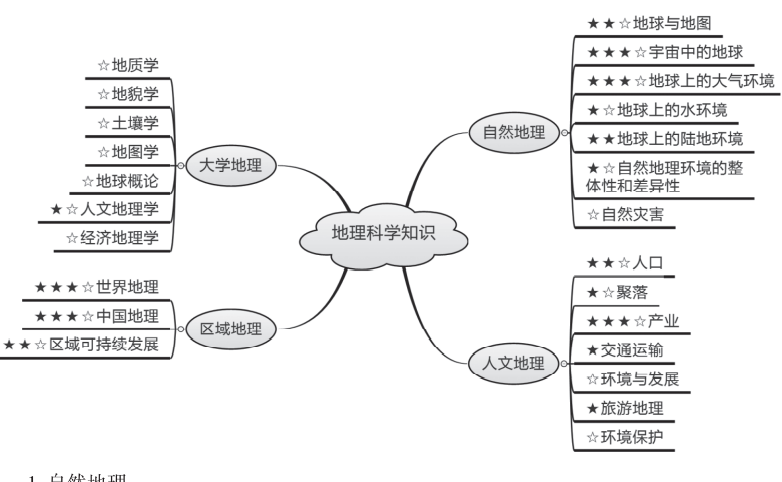 地理科学知识
大学地理
☆地质学
☆地貌学
☆土壤学
☆地图学
☆地球概论
★☆人文地理学
☆经济地理学
区域地理
★★★☆世界地理
★★★☆中国地理
★★☆区域可持续发展
自然地理
★★☆地球与地图
★★★☆宇宙中的地球
★★★☆地球上的大气环境
★☆地球上的水环境
★★地球上的陆地环境
★☆自然地理环境的整
体性和差异性
☆自然灾害
人文地理
★★☆人口
★☆聚落
★★★☆产业
★交通运输
☆环境与发展
★旅游地理
☆环境保护
1.自然地理